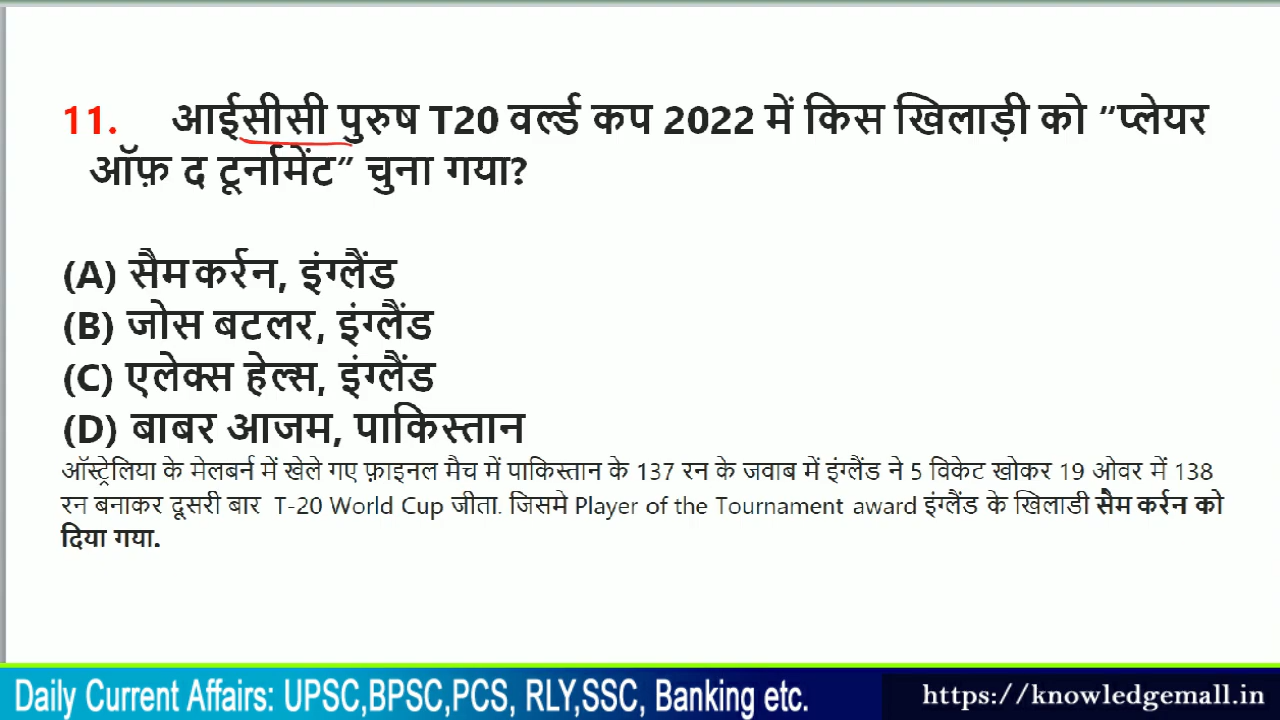 11. आईसीसी पुरुष T20 वर्ल्ड कप 2022 में किस खिलाड़ी को “प्लेयर
ऑफ़ द टूर्नामेंट” चुना गया?
(A) सैम कर्रन, इंग्लैंड
(B) जोस बटलर, इंग्लैंड
(C) एलेक्स हेल्स, इंग्लैंड
(D) बाबर आजम, पाकिस्तान
ऑस्ट्रेलिया के मेलबर्न में खेले गए फ़ाइनल मैच में पाकिस्तान के 137 रन के जवाब में इंग्लैंड ने 5 विकेट खोकर 19 ओवर में 138
रन बनाकर दूसरी बार T-20 World Cup जीता. जिसमे Player of the Tournament award इंग्लैंड के खिलाडी सैम कर्रन को
दिया गया.
Daily Current Affairs: UPSC,BPSC,PCS, RLY,SSC, Banking etc.
https://knowledgemall.in